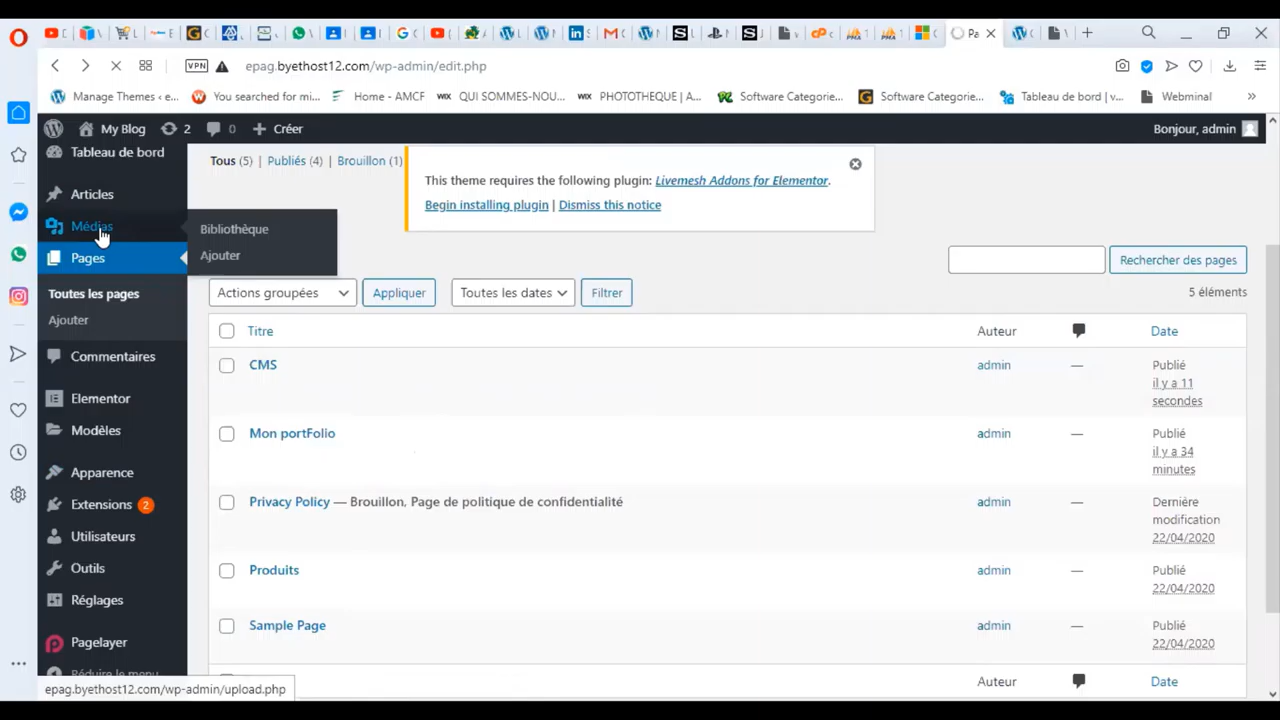 Pa
VPN
epag.byethost12.com/wp-admin/edit.php
Manage Themes ‹ e...
You searched for mi...
Home - AMCF
WIX QUI SOMMES-NOU...
WIX PHOTOTHEQUE | A...
Software Categorie...
Software Categorie...
Tableau de bord | v...
Webminal
»
My Blog
2
0
+ Créer
Bonjour, admin
Tableau de bord
Articles
Médias
Bibliothèque
Ajouter
Pages
Toutes les pages
Ajouter
Commentaires
Elementor
Modèles
Apparence
Extensions 2
Utilisateurs
Outils
Réglages
Pagelayer
Réduire le menu
Tous (5) | Publiés (4) | Brouillon (1)
This theme requires the following plugin: Livemesh Addons for Elementor.
Begin installing plugin | Dismiss this notice
Rechercher des pages
Actions groupées
Appliquer
Toutes les dates
Filtrer
5 éléments
Titre
Auteur
Date
CMS
admin
—
Publié
il y a 11
secondes
Mon portFolio
admin
—
Publié
il y a 34
minutes
Privacy Policy — Brouillon, Page de politique de confidentialité
admin
—
Dernière
modification
22/04/2020
Produits
admin
—
Publié
22/04/2020
Sample Page
admin
—
Publié
22/04/2020
Auteur
Date
epag.byethost12.com/wp-admin/upload.php